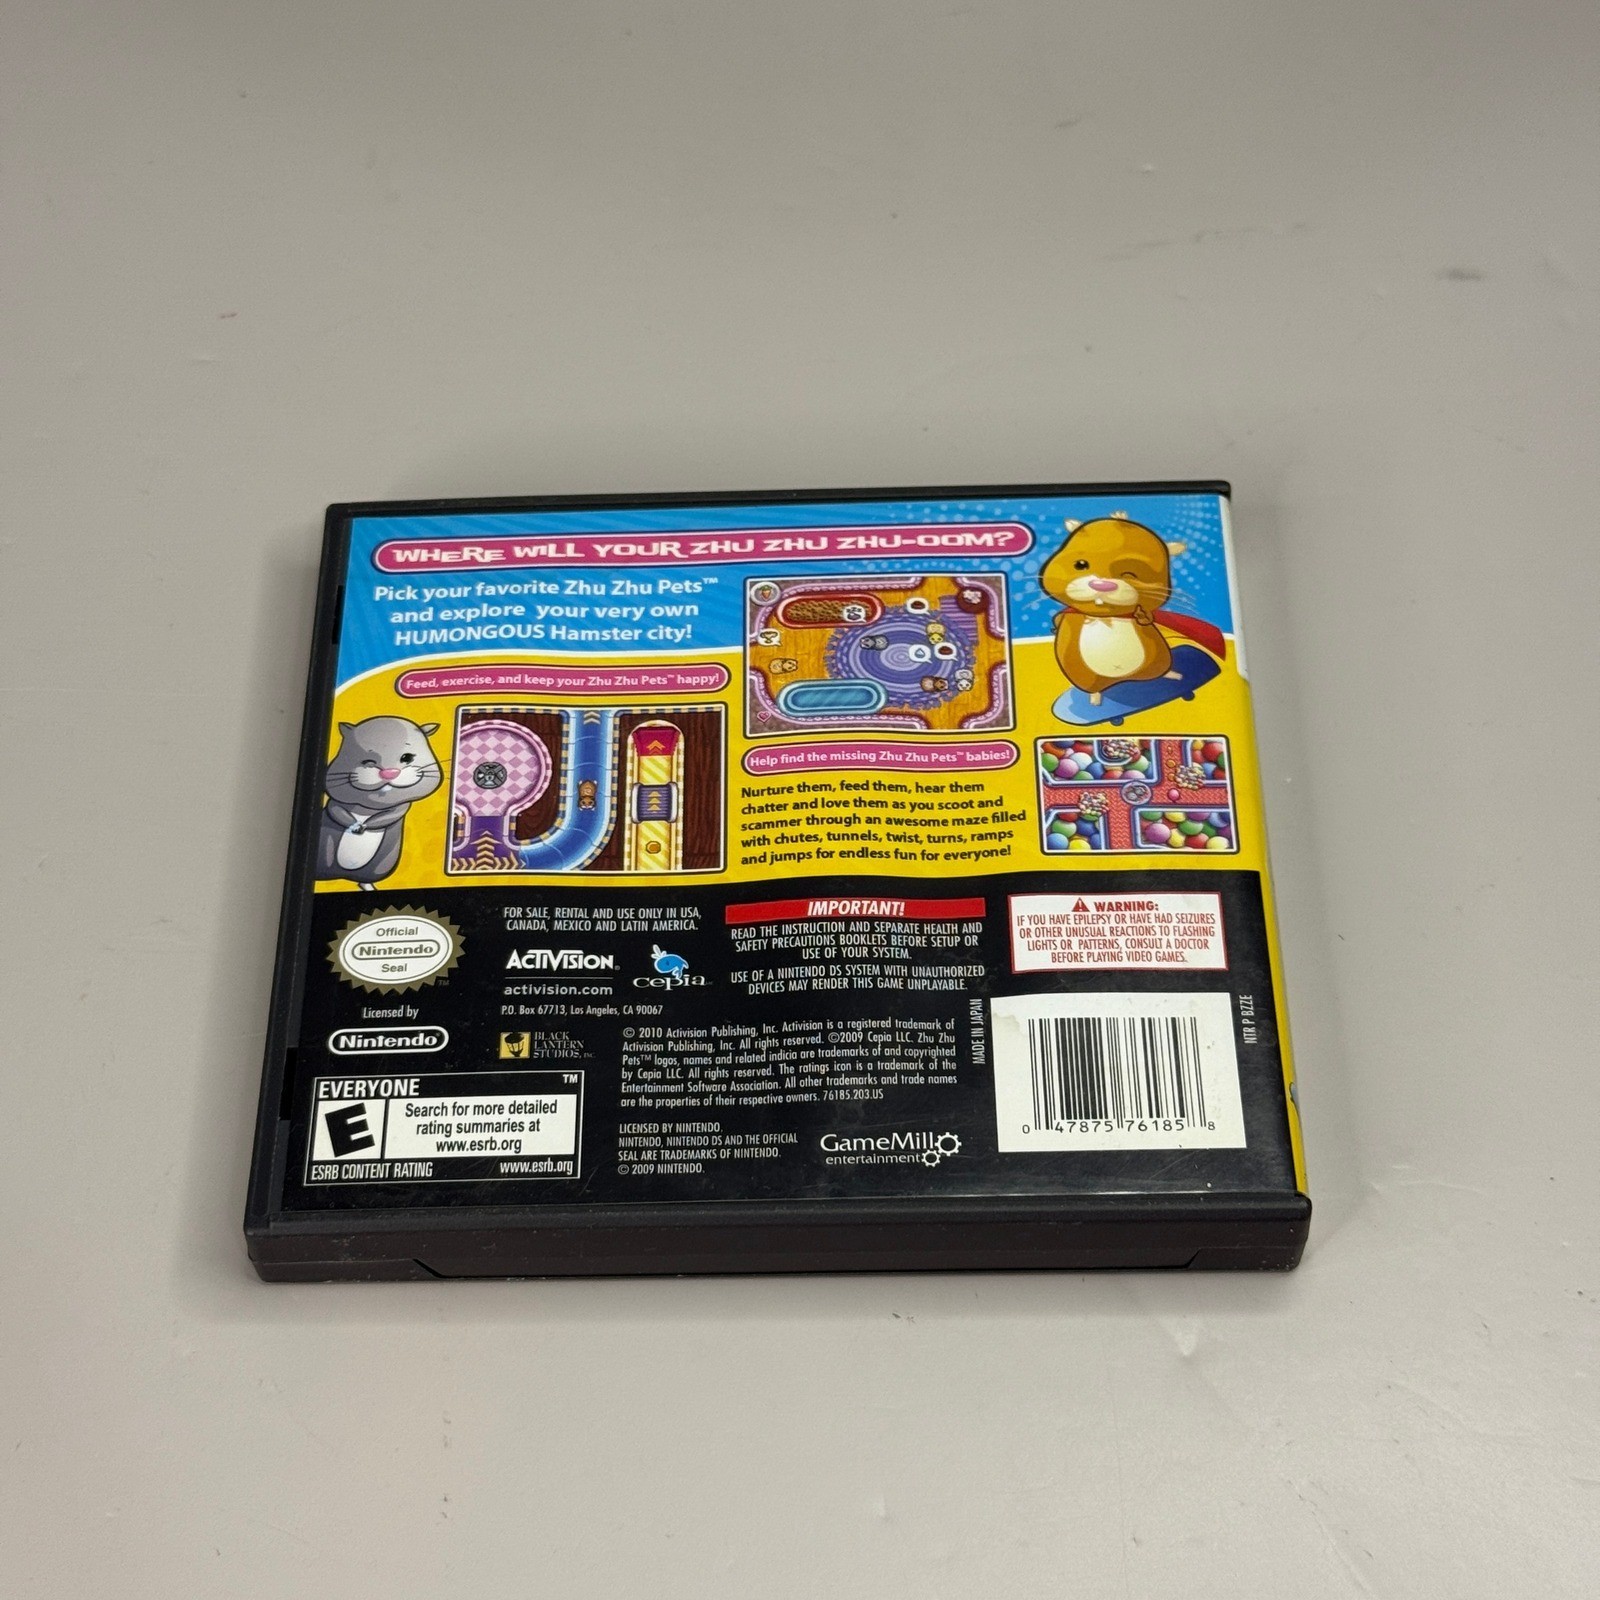 WHERE WILL YOUR ZHU ZHU ZHU-OOM?
Pick your favorite Zhu Zhu Pets™
and explore your very own
HUMONGOUS Hamster city!
Feed, exercise, and keep your Zhu Zhu Pets™ happy!
Help find the missing Zhu Zhu Pets™ babies!
Nurture them, feed them, hear them
chatter and love them as you scoot and
scammer through an awesome maze filled
with chutes, tunnels, twist, turns, ramps
and jumps for endless fun for everyone!
Official
Nintendo
Seal
TM
Licensed by
Nintendo®
EVERYONE
TM
E
Search for more detailed
rating summaries at
www.esrb.org
ESRB CONTENT RATING
www.esrb.org
FOR SALE, RENTAL AND USE ONLY IN USA,
CANADA, MEXICO AND LATIN AMERICA.
ACTIVISION®
activision.com
cepia
P.O. Box 67713, Los Angeles, CA 90067
BLACK
LANTERN
STUDIOS, INC.
IMPORTANT!
READ THE INSTRUCTION AND SEPARATE HEALTH AND
SAFETY PRECAUTIONS BOOKLETS BEFORE SETUP OR
USE OF YOUR SYSTEM.
USE OF A NINTENDO DS SYSTEM WITH UNAUTHORIZED
DEVICES MAY RENDER THIS GAME UNPLAYABLE.
© 2010 Activision Publishing, Inc. Activision is a registered trademark of
Activision Publishing, Inc. All rights reserved. ©2009 Cepia LLC. Zhu Zhu
Pets™ logos, names and related indicia are trademarks of and copyrighted
by Cepia LLC. All rights reserved. The ratings icon is a trademark of the
Entertainment Software Association. All other trademarks and trade names
are the properties of their respective owners. 76185.203.US
LICENSED BY NINTENDO.
NINTENDO, NINTENDO DS AND THE OFFICIAL
SEAL ARE TRADEMARKS OF NINTENDO.
© 2009 NINTENDO.
GameMill
entertainment
WARNING:
IF YOU HAVE EPILEPSY OR HAVE HAD SEIZURES
OR OTHER UNUSUAL REACTIONS TO FLASHING
LIGHTS OR PATTERNS, CONSULT A DOCTOR
BEFORE PLAYING VIDEO GAMES.
MADE IN JAPAN
NTR P BZZE
0 47875 76185 8